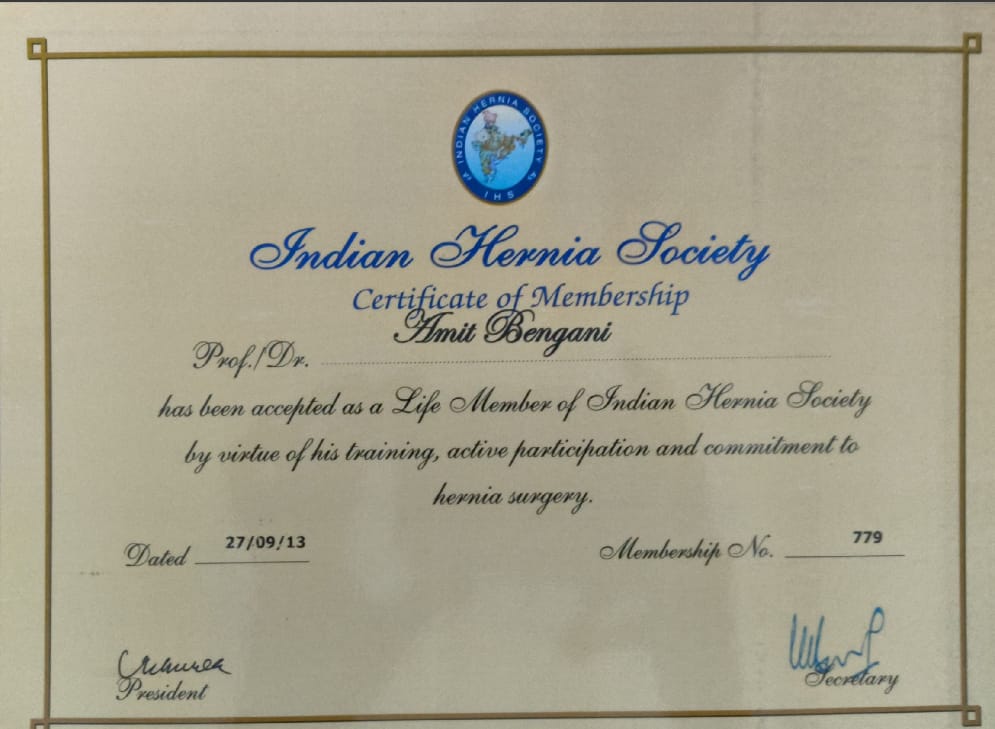 INDIAN HERNIA SOCIETY
IHS
Indian Hernia Society
Certificate of Membership
Amit Bengani
Prof./Dr.
has been accepted as a Life Member of Indian Hernia Society
by virtue of his training, active participation and commitment to
hernia surgery.
Dated 27/09/13 Membership No. 779
President Secretary